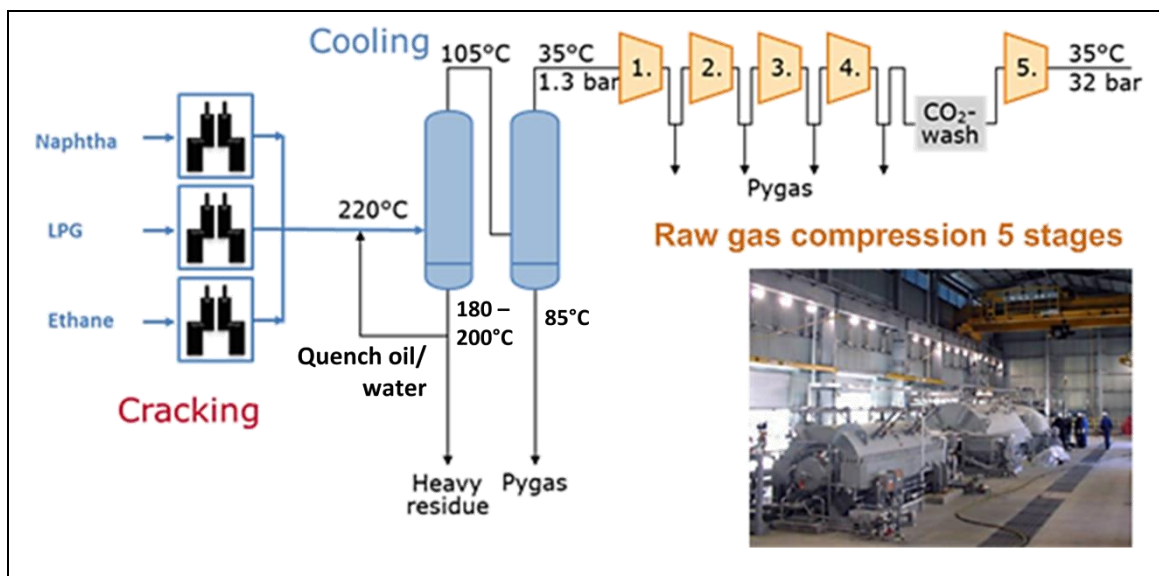 Cooling
Naphtha
LPG
Ethane
Cracking
220°C
105°C
180 –
200°C
Quench oil/
water
Heavy
residue
85°C
Pygas
35°C
1.3 bar
1.
2.
3.
4.
Pygas
CO₂-
wash
5.
35°C
32 bar
Raw gas compression 5 stages